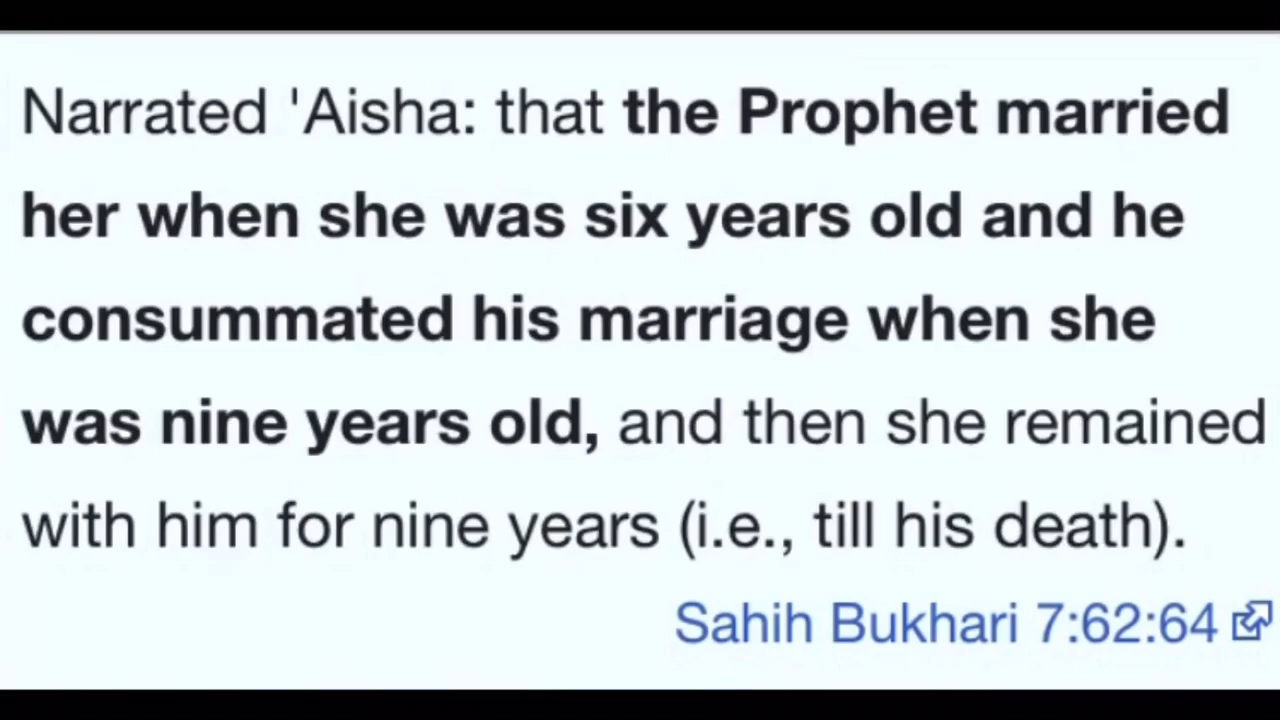 Narrated 'Aisha: that the Prophet married
her when she was six years old and he
consummated his marriage when she
was nine years old, and then she remained
with him for nine years (i.e., till his death).
Sahih Bukhari 7:62:64